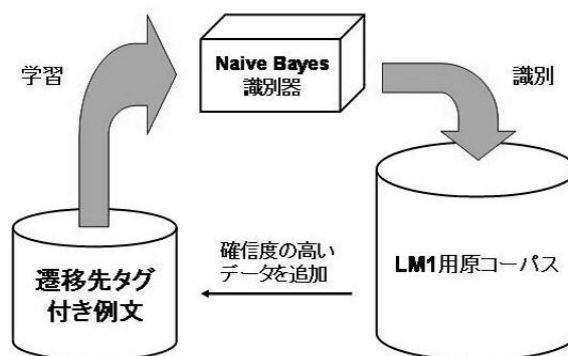 学習
Naive Bayes
識別器
識別
LM1用原コーパス
確信度の高い
データを追加
遷移先タグ
付き例文